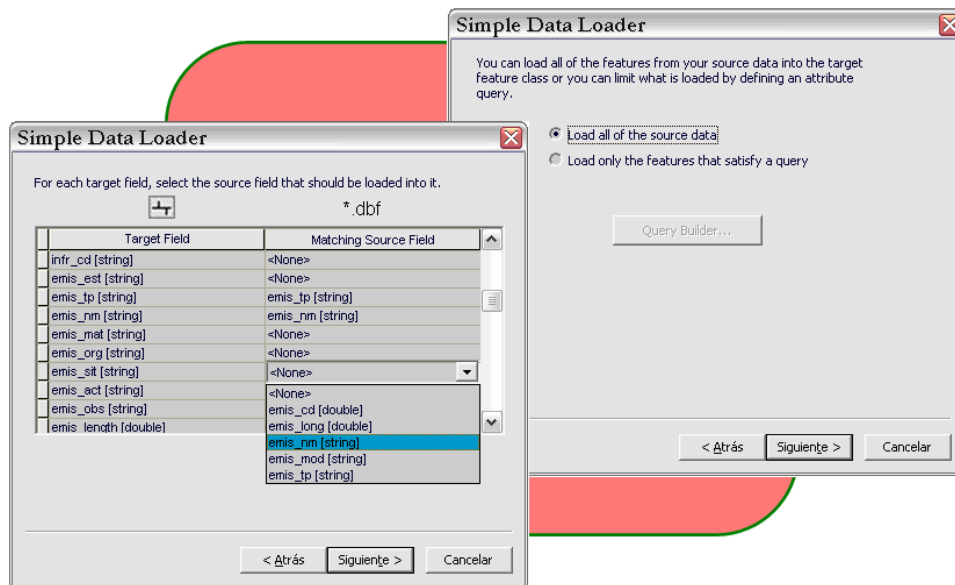 Simple Data Loader
You can load all of the features from your source data into the target
feature class or you can limit what is loaded by defining an attribute
query.
Load all of the source data
Load only the features that satisfy a query
Query Builder...
< Atrás
Siguiente >
Cancelar
Simple Data Loader
For each target field, select the source field that should be loaded into it.
*.dbf
Target Field Matching Source Field
infr_cd [string] <None>
emis_est [string] <None>
emis_tp [string] emis_tp [string]
emis_nm [string] emis_nm [string]
emis_mat [string] <None>
emis_org [string] <None>
emis_sit [string] <None>
emis_act [string]
emis_obs [string]
emis_length [double]
<None>
emis_cd [double]
emis_long [double]
emis_nm [string]
emis_mod [string]
emis_tp [string]
< Atrás
Siguiente >
Cancelar